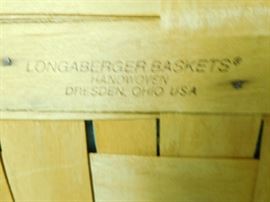 LONGABERGER BASKETS®
HANDWOVEN
DRESDEN, OHIO USA